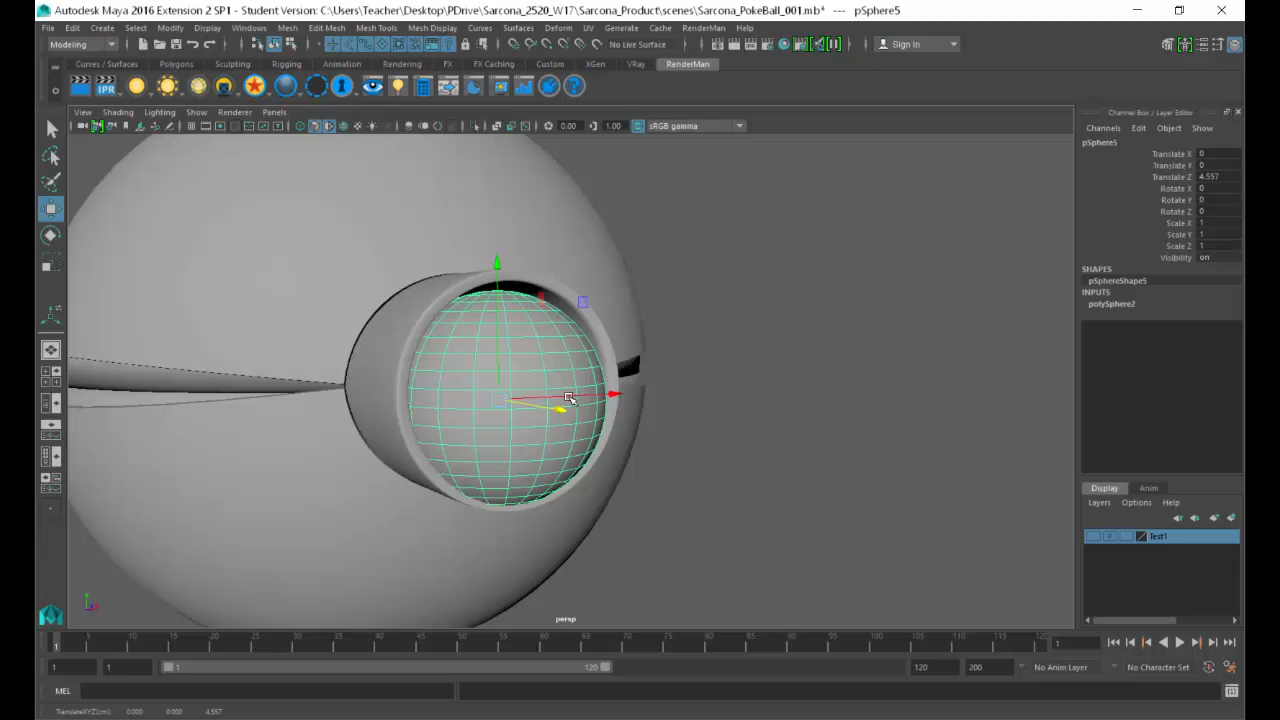 Autodesk Maya 2016 Extension 2 SP1 - Student Version: C:\Users\Teacher\Desktop\PDrive\Sarcona_2520_W17\Sarcona_Product\scenes\Sarcona_PokeBall_001.mb* --- pSphere5
File Edit Create Select Modify Display Windows Mesh Edit Mesh Mesh Tools Mesh Display Curves Surfaces Deform UV Generate Cache RenderMan Help
Modeling No Live Surface Sign In
Curves / Surfaces Polygons Sculpting Rigging Animation Rendering FX FX Caching Custom XGen VRay RenderMan
IPR
View Shading Lighting Show Renderer Panels
Channel Box / Layer Editor
0.00 1.00 sRGB gamma
Channels Edit Object Show
pSphere5
Translate X 0
Translate Y 0
Translate Z 4.557
Rotate X 0
Rotate Y 0
Rotate Z 0
Scale X 1
Scale Y 1
Scale Z 1
Visibility on
SHAPES
pSphereShape5
INPUTS
polySphere2
Display Anim
Layers Options Help
Test1
persp
5 10 15 20 25 30 35 40 45 50 55 60 65 70 75 80 85 90 95 100 105 110 115 120
1 1
1 1 1 120 120 200 No Anim Layer No Character Set
MEL
TranslateXYZ(cm): 0.000 0.000 4.557